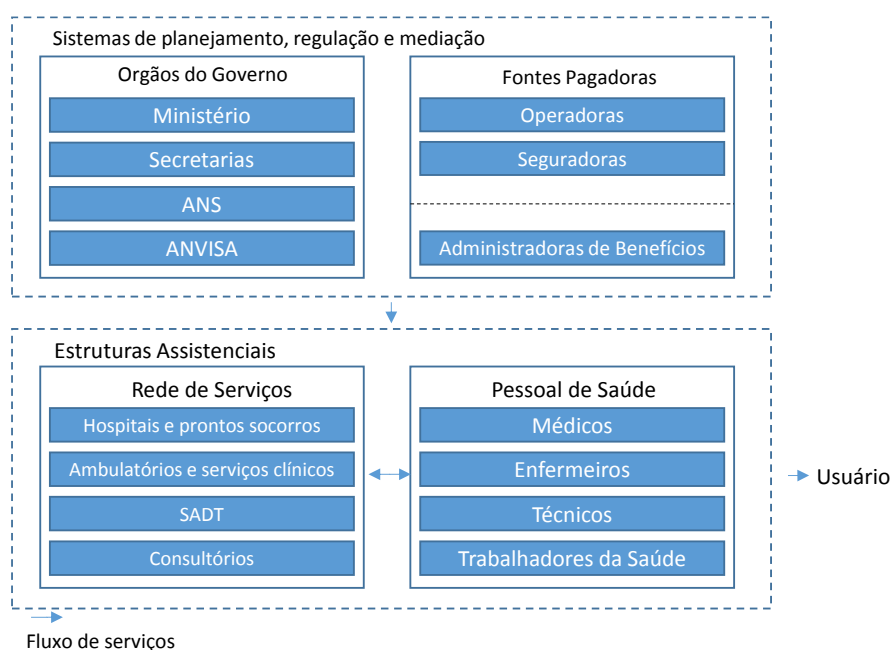 Sistemas de planejamento, regulação e mediação
Orgãos do Governo
Ministério
Secretarias
ANS
ANVISA
Fontes Pagadoras
Operadoras
Seguradoras
Administradoras de Benefícios
Estruturas Assistenciais
Rede de Serviços
Hospitais e prontos socorros
Ambulatórios e serviços clínicos
SADT
Consultórios
Pessoal de Saúde
Médicos
Enfermeiros
Técnicos
Trabalhadores da Saúde
Usuário
Fluxo de serviços